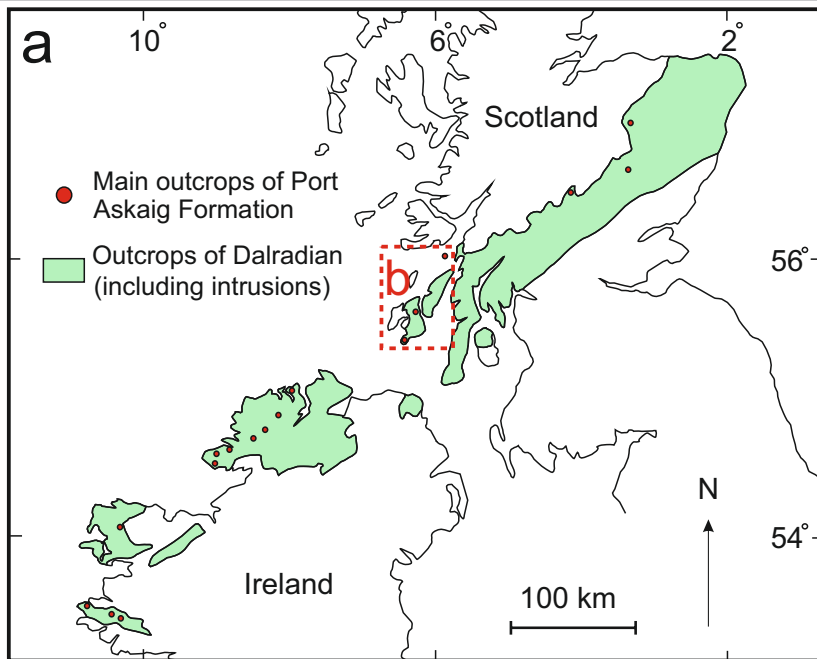 a
10°
6°
2°
Scotland
Main outcrops of Port
Askaig Formation
Outcrops of Dalradian
(including intrusions)
56°
b
N
54°
Ireland
100 km